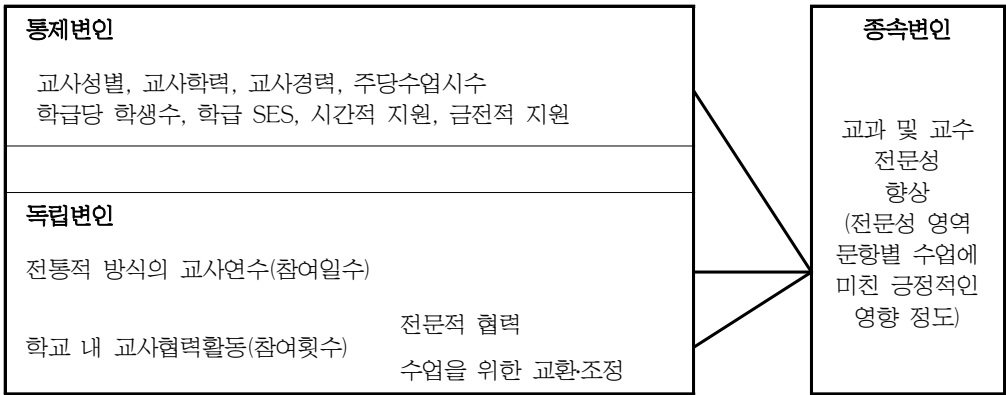 통제변인
교사성별, 교사학력, 교사경력, 주당수업시수
학급당 학생수, 학급 SES, 시간적 지원, 금전적 지원
독립변인
전통적 방식의 교사연수(참여일수)
학교 내 교사협력활동(참여횟수)
전문적 협력
수업을 위한 교환·조정
종속변인
교과 및 교수
전문성
향상
(전문성 영역
문항별 수업에
미친 긍정적인
영향 정도)